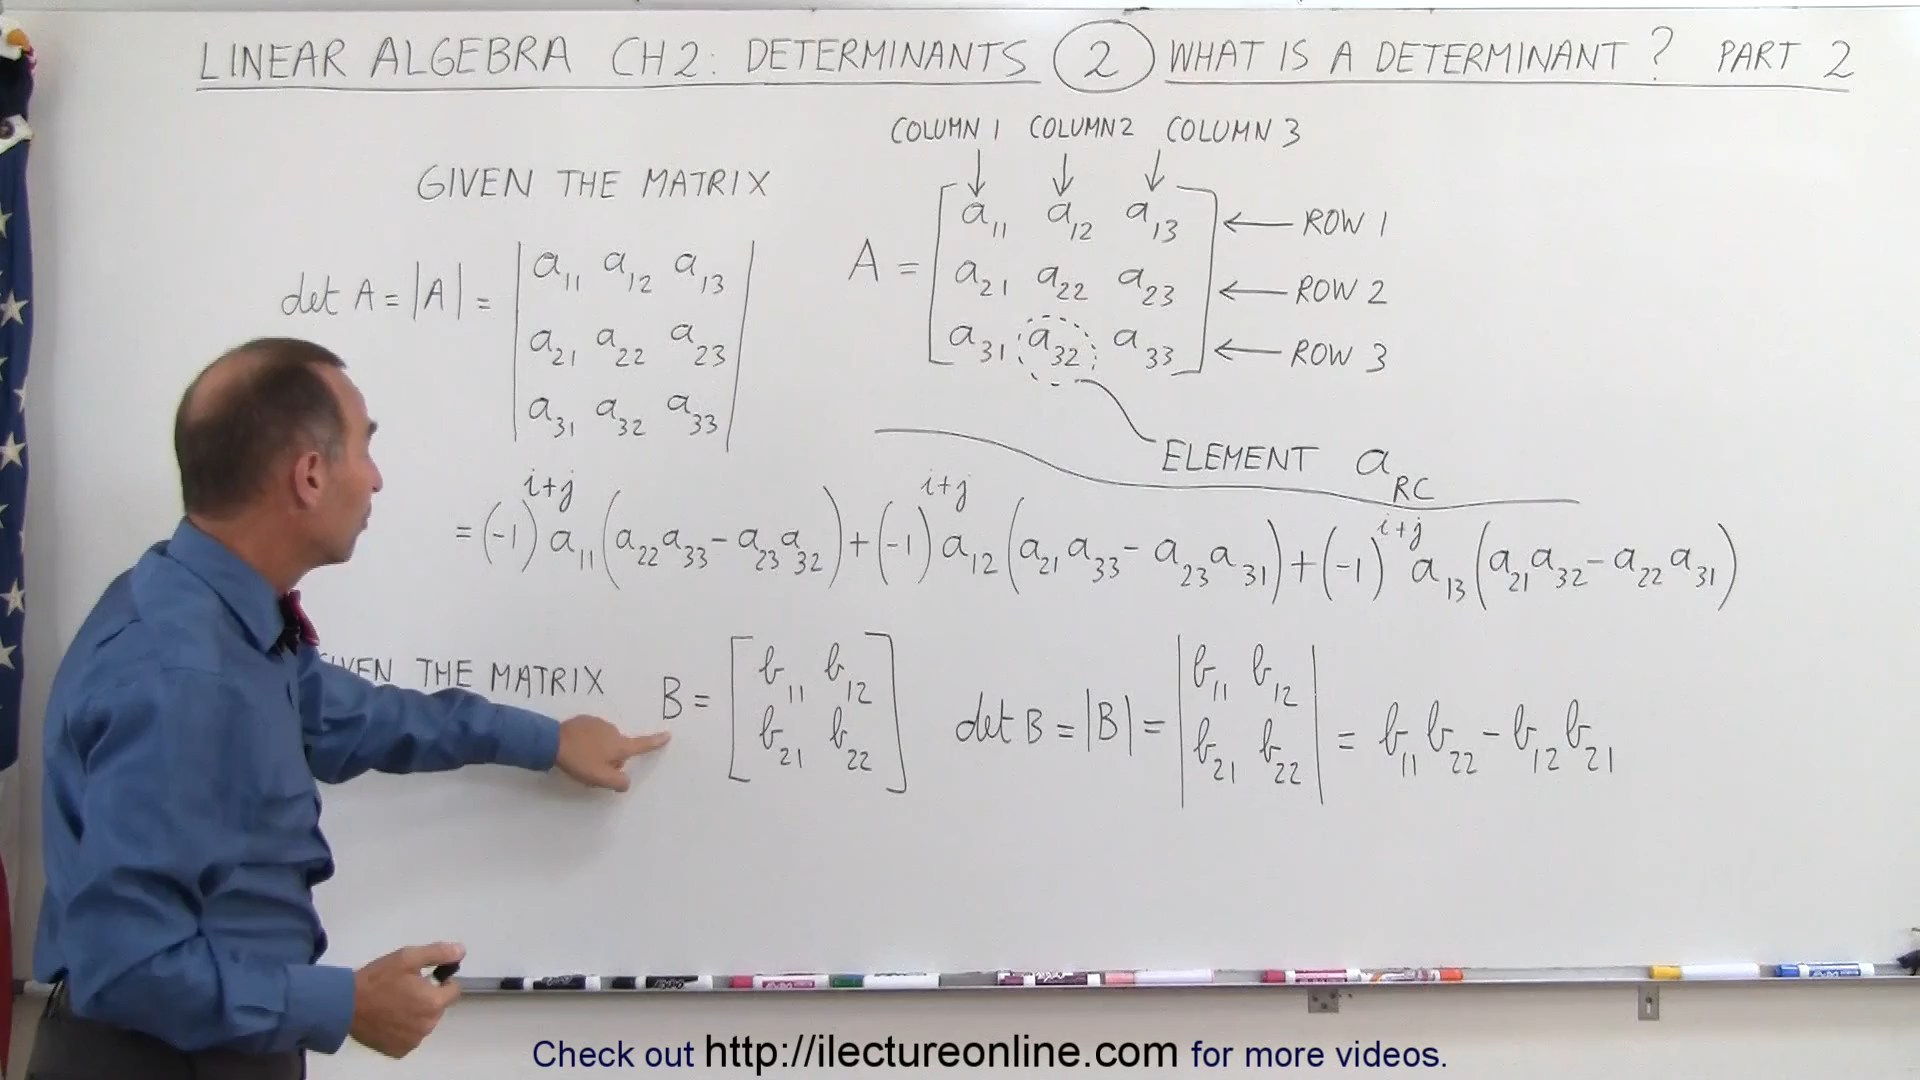 LINEAR ALGEBRA CH 2: DETERMINANTS 2 WHAT IS A DETERMINANT? PART 2
COLUMN 1 COLUMN 2 COLUMN 3
GIVEN THE MATRIX
A = [ a₁₁ a₁₂ a₁₃ ← ROW 1
a₂₁ a₂₂ a₂₃ ← ROW 2
a₃₁ a₃₂ a₃₃ ] ← ROW 3
ELEMENT a_RC
det A = |A| = | a₁₁ a₁₂ a₁₃
a₂₁ a₂₂ a₂₃
a₃₁ a₃₂ a₃₃ |
= (-1)^(i+j) a₁₁ (a₂₂a₃₃ - a₂₃a₃₂) + (-1)^(i+j) a₁₂ (a₂₁a₃₃ - a₂₃a₃₁) + (-1)^(i+j) a₁₃ (a₂₁a₃₂ - a₂₂a₃₁)
THE MATRIX B = [ b₁₁ b₁₂
b₂₁ b₂₂ ]
det B = |B| = | b₁₁ b₁₂
b₂₁ b₂₂ | = b₁₁b₂₂ - b₁₂b₂₁
Check out http://ilectureonline.com for more videos.